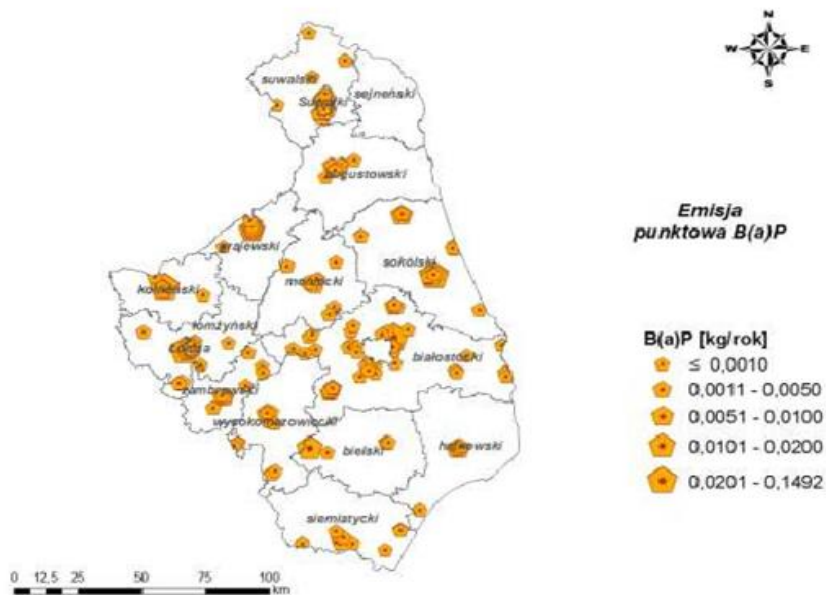 N
W E
S
suwalski
Suwałki
sejneński
augustowski
Emisja
punktowa B(a)P
grajewski
sokólski
moniecki
kolneński
łomżyński
Łomża
białostocki
zambrowski
wysokomazowiecki
bielski
hajnowski
siemiatycki
B(a)P [kg/rok]
≤ 0,0010
0,0011 - 0,0050
0,0051 - 0,0100
0,0101 - 0,0200
0,0201 - 0,1492
0 12,5 25 50 75 100
km